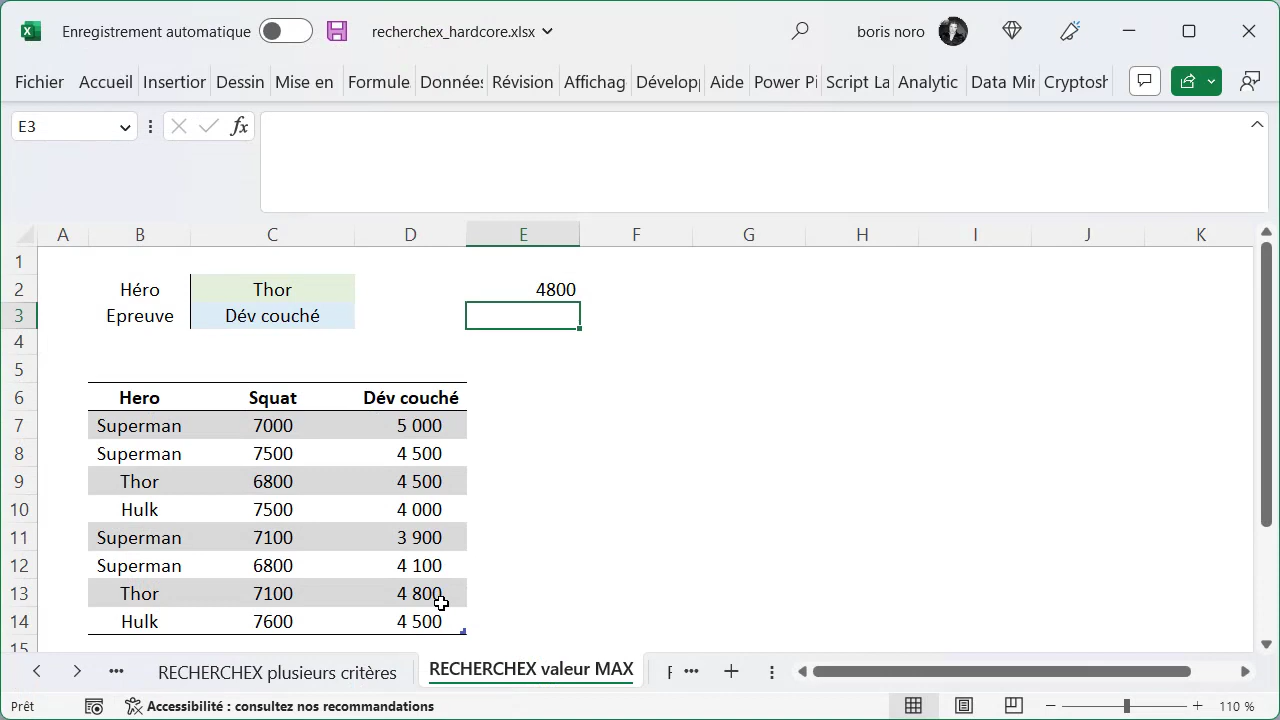 Enregistrement automatique recherchex_hardcore.xlsx boris noro
Fichier Accueil Insertior Dessin Mise en Formule Données Révision Affichag Dévelop Aide Power Pi Script La Analytic Data Mir Cryptosh
E3 fx
A B C D E F G H I J K
1
2 Héro Thor 4800
3 Epreuve Dév couché
4
5
6 Hero Squat Dév couché
7 Superman 7000 5 000
8 Superman 7500 4 500
9 Thor 6800 4 500
10 Hulk 7500 4 000
11 Superman 7100 3 900
12 Superman 6800 4 100
13 Thor 7100 4 800
14 Hulk 7600 4 500
15
RECHERCHEX plusieurs critères RECHERCHEX valeur MAX
Prêt Accessibilité : consultez nos recommandations 110 %